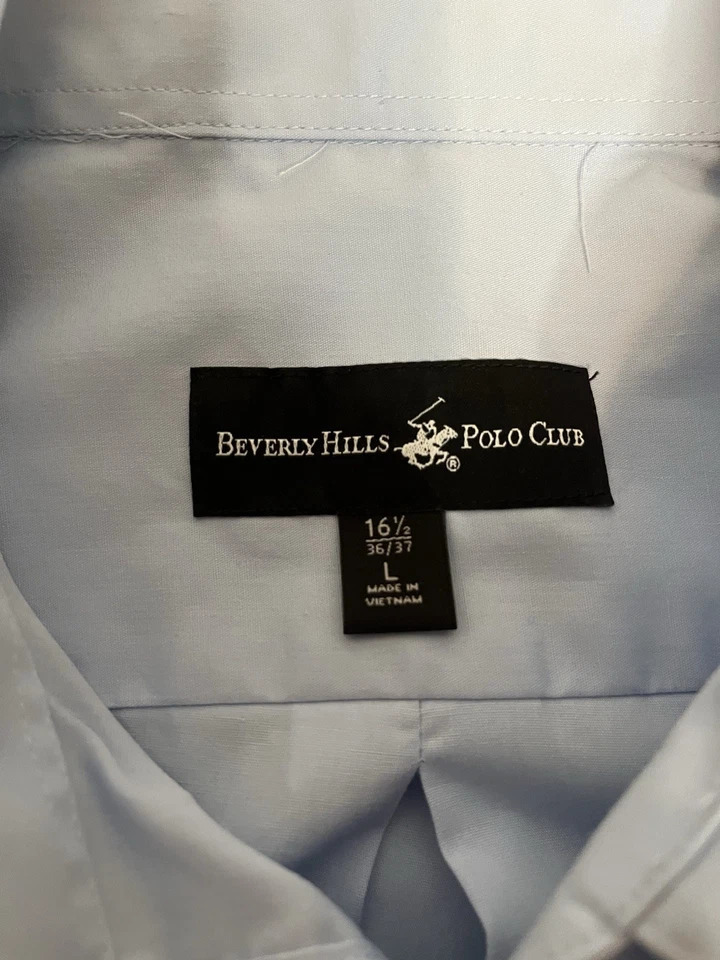 BEVERLY HILLS POLO CLUB
®
16½
36/37
L
MADE IN
VIETNAM